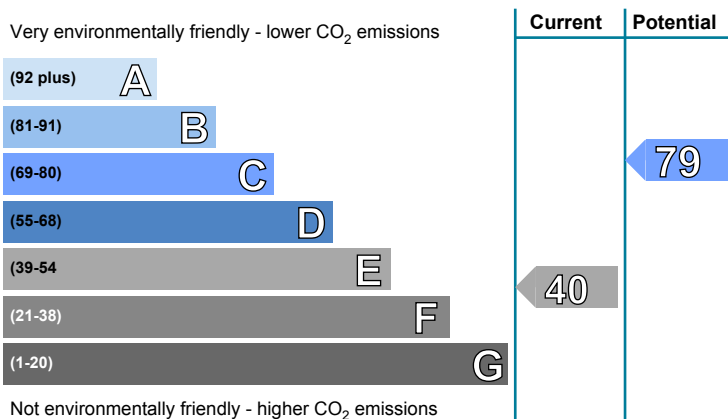 Current Potential
Very environmentally friendly - lower CO2 emissions
(92 plus) A
(81-91) B
(69-80) C
79
(55-68) D
(39-54 E
40
(21-38) F
(1-20) G
Not environmentally friendly - higher CO2 emissions